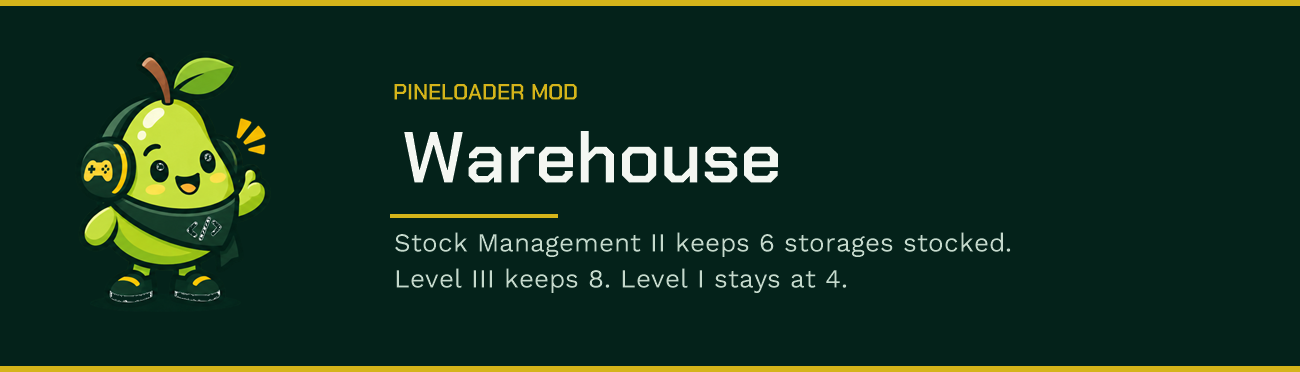 PINELOADER MOD
Warehouse
Stock Management II keeps 6 storages stocked.
Level III keeps 8. Level I stays at 4.